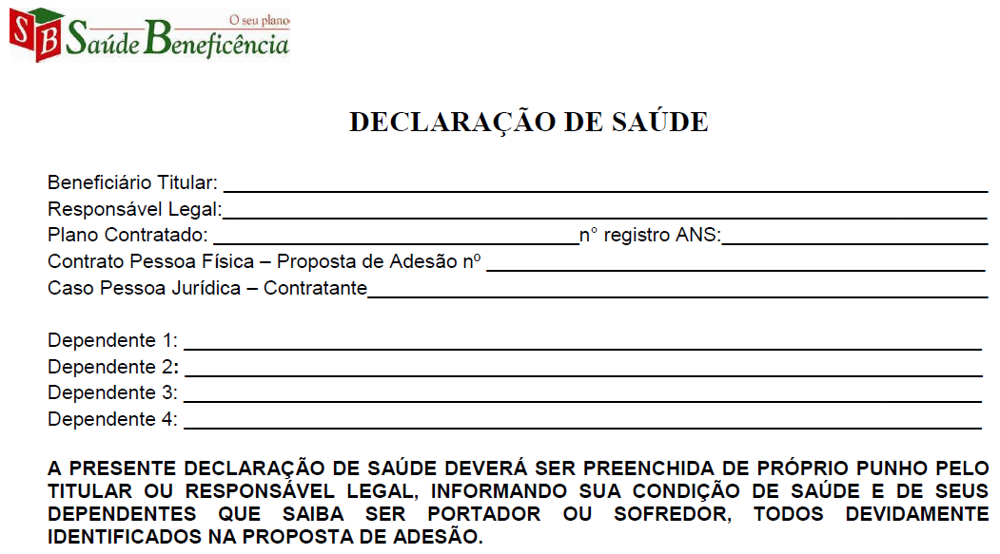 O seu plano
SB Saúde Beneficência
DECLARAÇÃO DE SAÚDE
Beneficiário Titular:
Responsável Legal:
Plano Contratado: n° registro ANS:
Contrato Pessoa Física – Proposta de Adesão nº
Caso Pessoa Jurídica – Contratante
Dependente 1:
Dependente 2:
Dependente 3:
Dependente 4:
A PRESENTE DECLARAÇÃO DE SAÚDE DEVERÁ SER PREENCHIDA DE PRÓPRIO PUNHO PELO
TITULAR OU RESPONSÁVEL LEGAL, INFORMANDO SUA CONDIÇÃO DE SAÚDE E DE SEUS
DEPENDENTES QUE SAIBA SER PORTADOR OU SOFREDOR, TODOS DEVIDAMENTE
IDENTIFICADOS NA PROPOSTA DE ADESÃO.